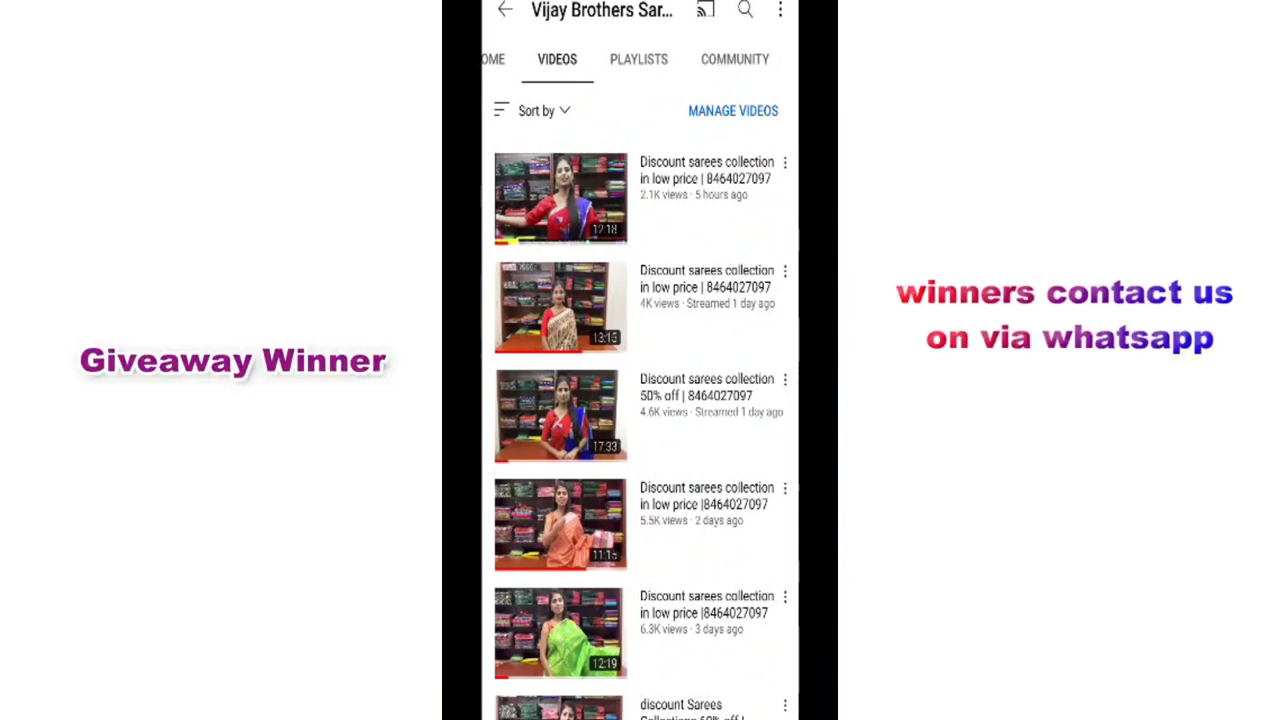 Vijay Brothers Sar...
OME VIDEOS PLAYLISTS COMMUNITY
Sort by MANAGE VIDEOS
Discount sarees collection
in low price | 8464027097
2.1K views · 5 hours ago
12:18
Discount sarees collection
in low price | 8464027097
4K views · Streamed 1 day ago
13:15
Discount sarees collection
50% off | 8464027097
4.6K views · Streamed 1 day ago
17:33
Discount sarees collection
in low price |8464027097
5.5K views · 2 days ago
Discount sarees collection
in low price |8464027097
6.3K views · 3 days ago
12:19
discount Sarees
Giveaway Winner
winners contact us
on via whatsapp